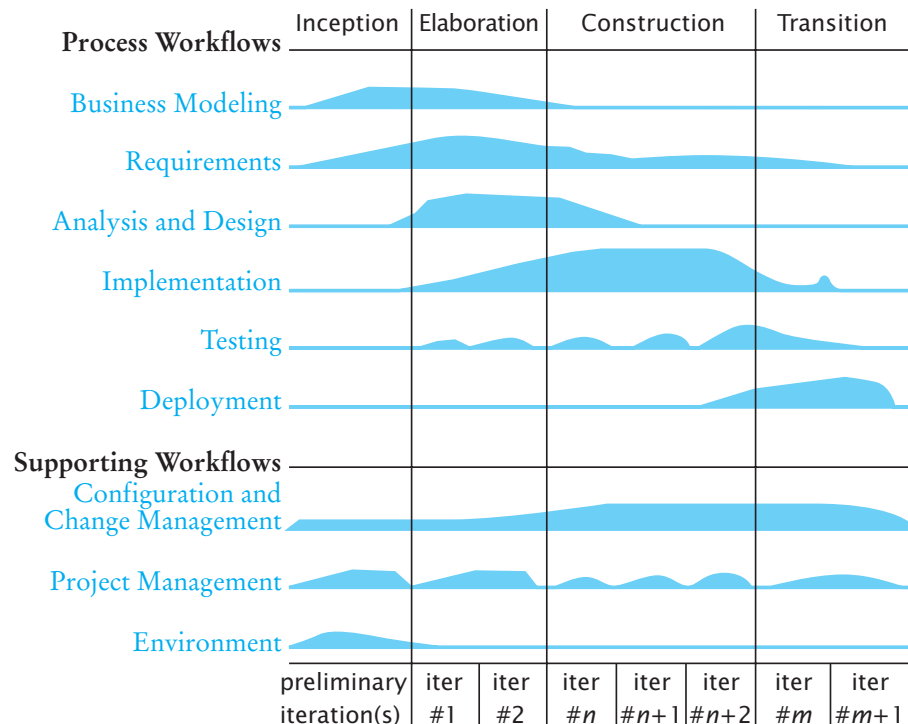 Inception Elaboration Construction Transition
Process Workflows
Business Modeling
Requirements
Analysis and Design
Implementation
Testing
Deployment
Supporting Workflows
Configuration and
Change Management
Project Management
Environment
preliminary iter iter iter iter iter iter iter
iteration(s) #1 #2 #n #n+1 #n+2 #m #m+1